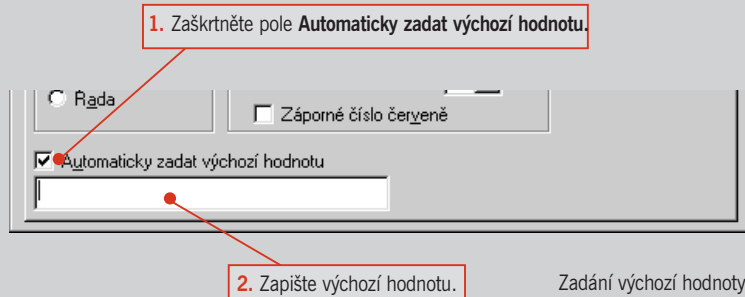 1. Zaškrtněte pole Automaticky zadat výchozí hodnotu.
Řada
Záporné číslo červeně
Automaticky zadat výchozí hodnotu
2. Zapište výchozí hodnotu.
Zadání výchozí hodnoty